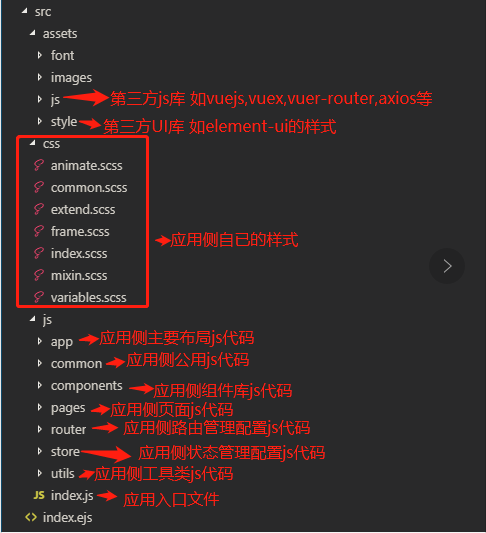 src
assets
font
images
js 第三方js库 如vuejs,vuex,vuer-router,axios等
style 第三方UI库 如element-ui的样式
css
animate.scss
common.scss
extend.scss
frame.scss
index.scss 应用侧自已的样式
mixin.scss
variables.scss
js
app 应用侧主要布局js代码
common 应用侧公用js代码
components 应用侧组件库js代码
pages 应用侧页面js代码
router 应用侧路由管理配置js代码
store 应用侧状态管理配置js代码
utils 应用侧工具类js代码
JS index.js 应用入口文件
<> index.ejs